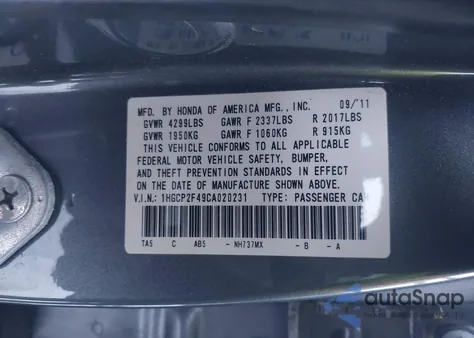 MFD. BY HONDA OF AMERICA MFG., INC. 09/11
GVWR 4299LBS GAWR F 2337LBS R 2017LBS
GVWR 1950KG GAWR F 1060KG R 915KG
THIS VEHICLE CONFORMS TO ALL APPLICABLE
FEDERAL MOTOR VEHICLE SAFETY, BUMPER,
AND THEFT PREVENTION STANDARDS IN EFFECT
ON THE DATE OF MANUFACTURE SHOWN ABOVE.
V.I.N.: 1HGCP2F49CA020231 TYPE: PASSENGER CAR
TA5 C AB5 - NH737MX - B - A
autoSnap